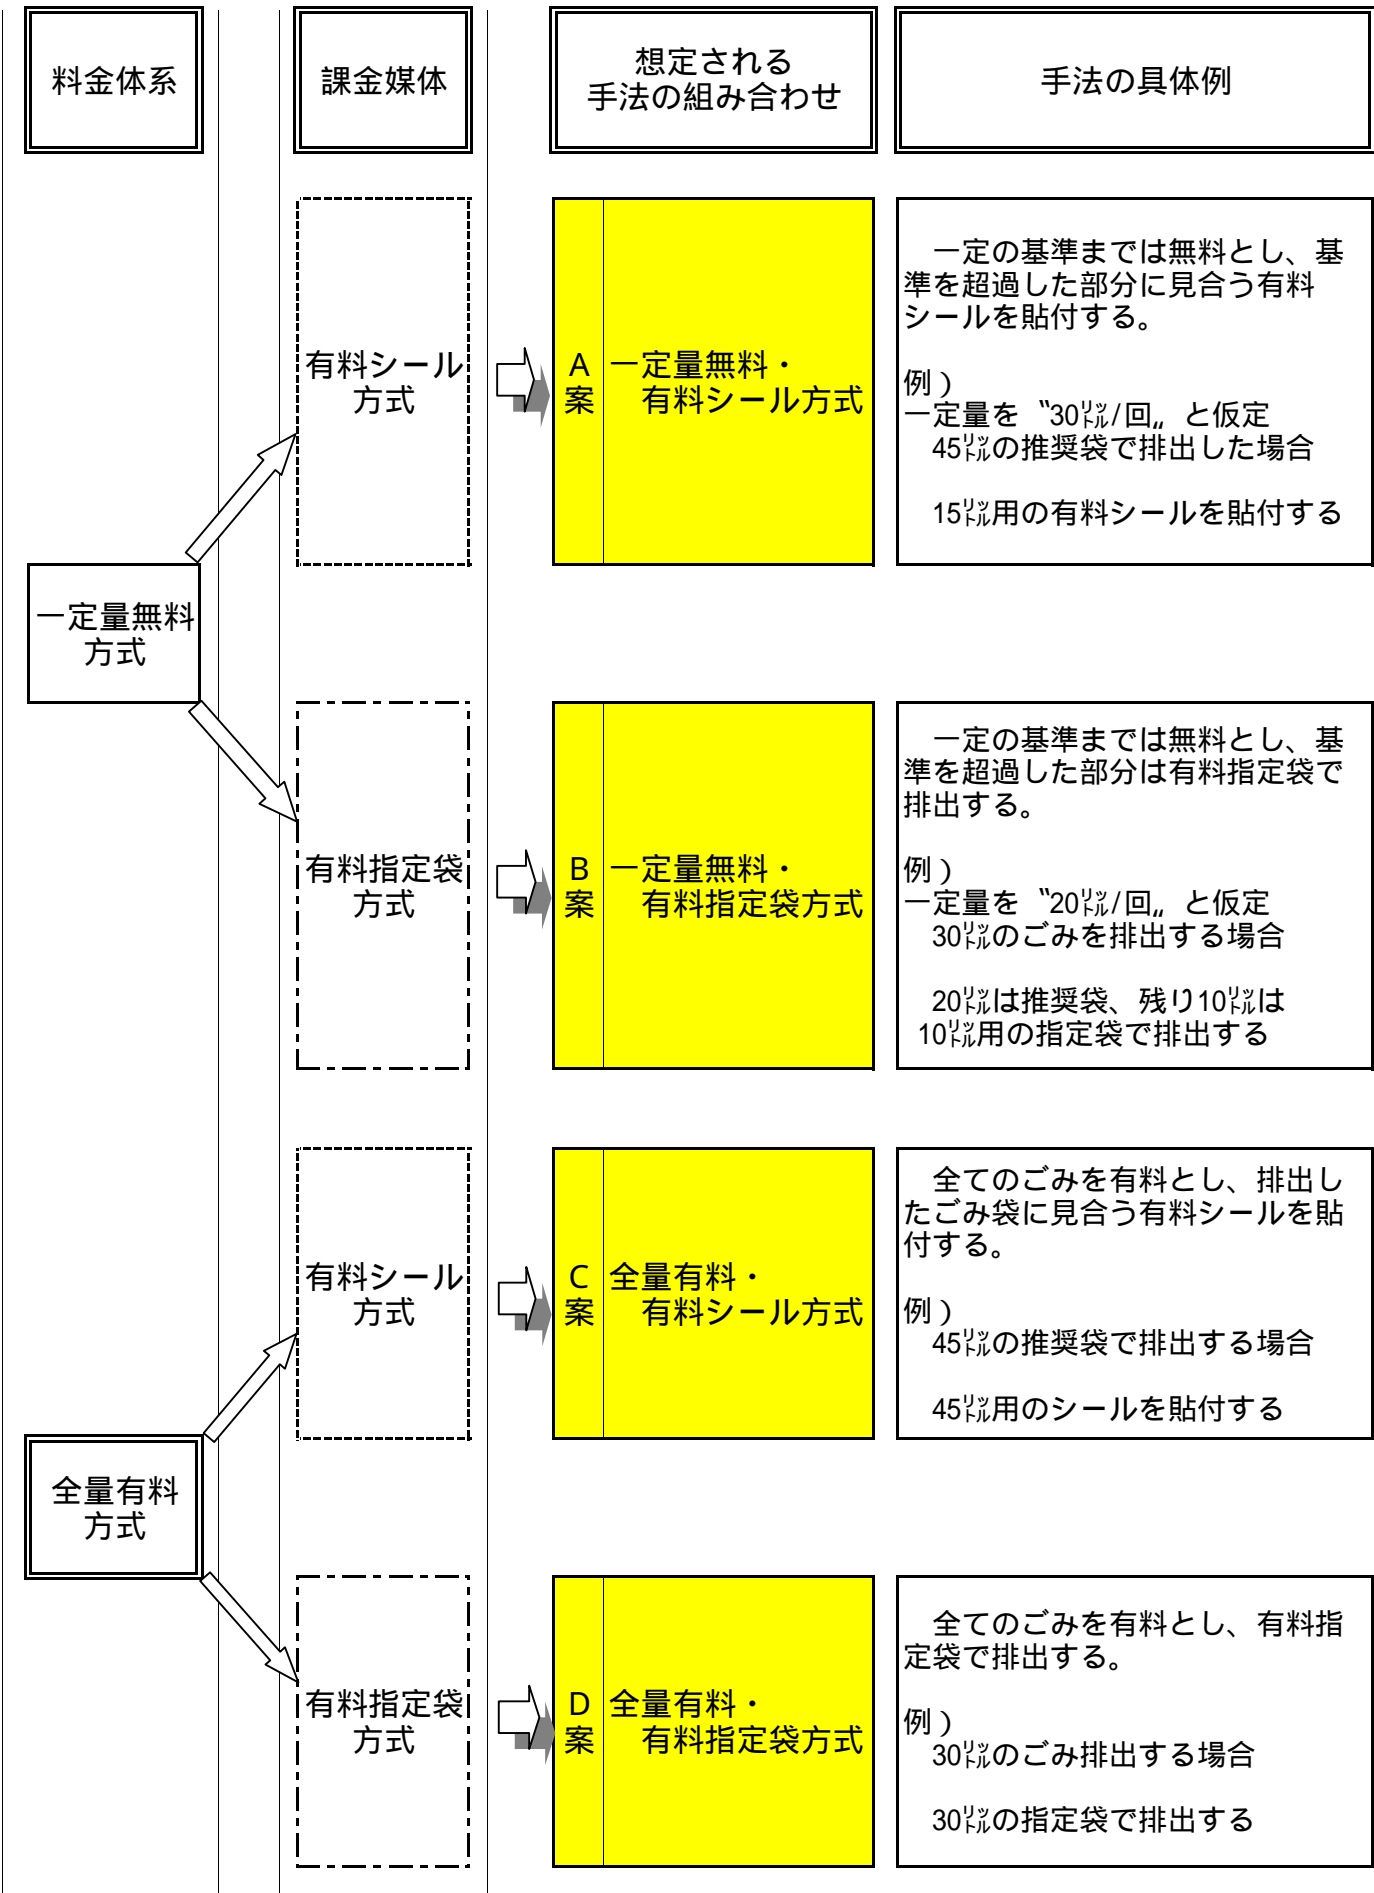 料金体系
課金媒体
想定される
手法の組み合わせ
手法の具体例
一定量無料
方式
有料シール
方式
A
案
一定量無料・
有料シール方式
一定の基準までは無料とし、基
準を超過した部分に見合う有料
シールを貼付する。
例）
一定量を〝30㍑/回〟と仮定
45㍑の推奨袋で排出した場合
15㍑用の有料シールを貼付する
有料指定袋
方式
B
案
一定量無料・
有料指定袋方式
一定の基準までは無料とし、基
準を超過した部分は有料指定袋で
排出する。
例）
一定量を〝20㍑/回〟と仮定
30㍑のごみを排出する場合
20㍑は推奨袋、残り10㍑は
10㍑用の指定袋で排出する
全量有料
方式
有料シール
方式
C
案
全量有料・
有料シール方式
全てのごみを有料とし、排出し
たごみ袋に見合う有料シールを貼
付する。
例）
45㍑の推奨袋で排出する場合
45㍑用のシールを貼付する
有料指定袋
方式
D
案
全量有料・
有料指定袋方式
全てのごみを有料とし、有料指
定袋で排出する。
例）
30㍑のごみ排出する場合
30㍑の指定袋で排出する